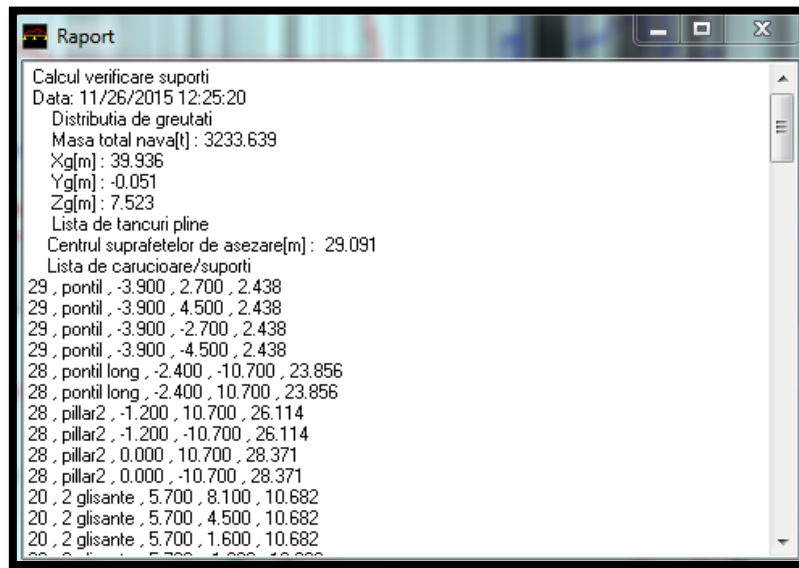 Raport
Calcul verificare suporti
Data: 11/26/2015 12:25:20
Distributia de greutati
Masa total nava[t] : 3233.639
Xg[m] : 39.936
Yg[m] : -0.051
Zg[m] : 7.523
Lista de tancuri pline
Centrul suprafetelor de asezare[m] : 29.091
Lista de carucioare/suporti
29 , pontil , -3.900 , 2.700 , 2.438
29 , pontil , -3.900 , 4.500 , 2.438
29 , pontil , -3.900 , -2.700 , 2.438
29 , pontil , -3.900 , -4.500 , 2.438
28 , pontil long , -2.400 , -10.700 , 23.856
28 , pontil long , -2.400 , 10.700 , 23.856
28 , pillar2 , -1.200 , 10.700 , 26.114
28 , pillar2 , -1.200 , -10.700 , 26.114
28 , pillar2 , 0.000 , 10.700 , 28.371
28 , pillar2 , 0.000 , -10.700 , 28.371
20 , 2 glisante , 5.700 , 8.100 , 10.682
20 , 2 glisante , 5.700 , 4.500 , 10.682
20 , 2 glisante , 5.700 , 1.600 , 10.682